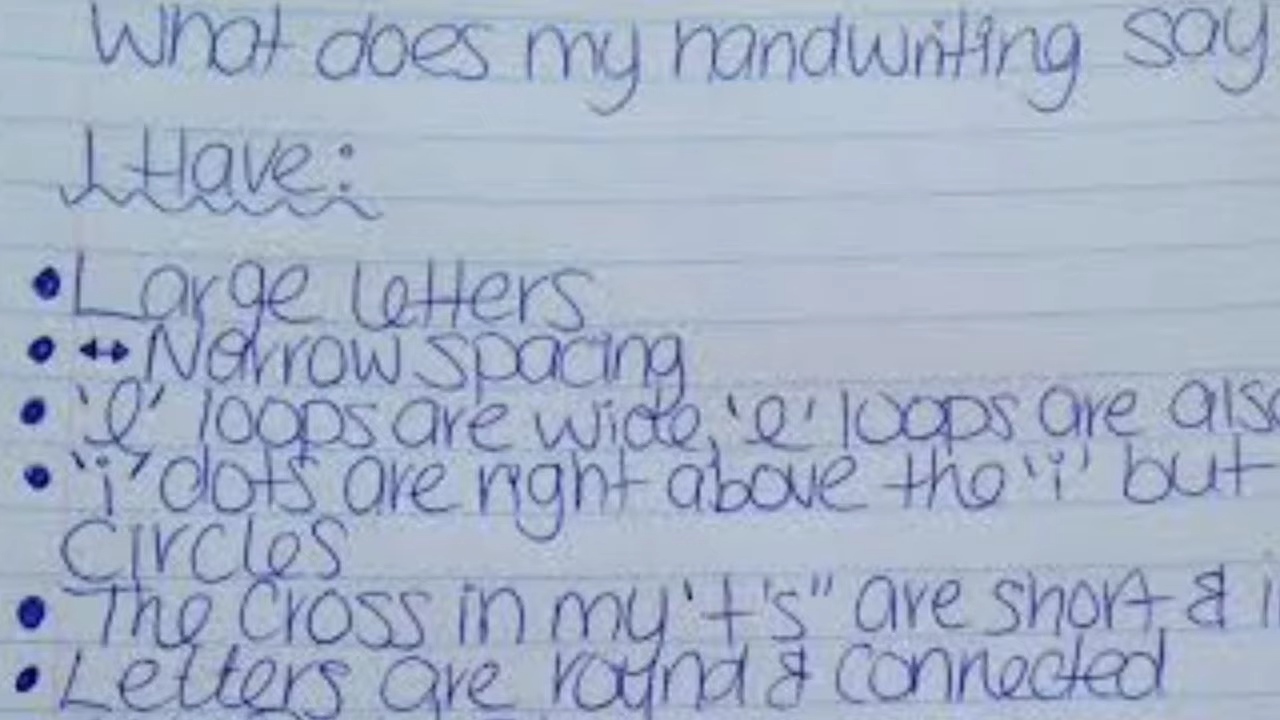 What does my handwriting say
I Have:
• Large letters
• ↔ Narrow spacing
• 'l' loops are wide, 'e' loops are also
• 'i' dots are right above the 'i' but
circles
• The cross in my 't's" are short &
• Letters are round & connected